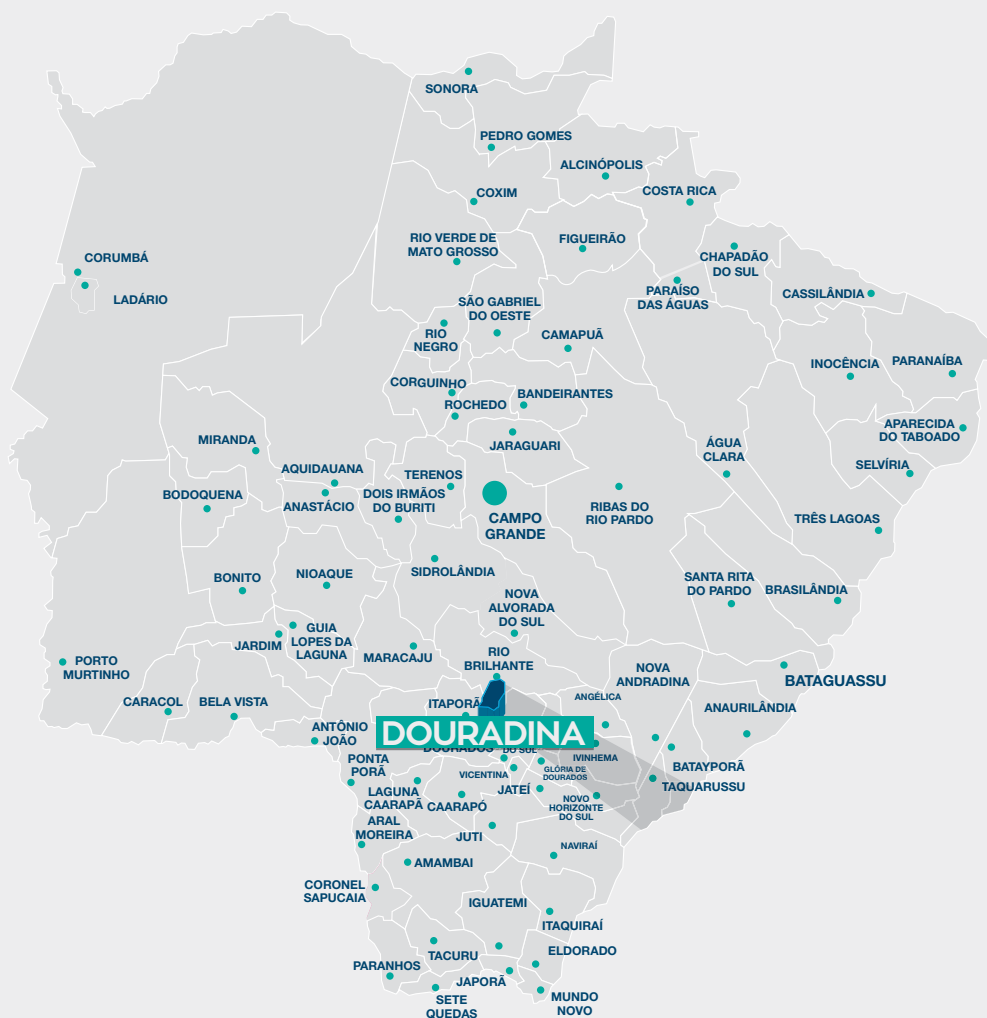 SONORA
PEDRO GOMES
ALCINÓPOLIS
COSTA RICA
COXIM
RIO VERDE DE
MATO GROSSO
FIGUEIRÃO
CHAPADÃO
DO SUL
CORUMBÁ
LADÁRIO
PARAÍSO
DAS ÁGUAS
CASSILÂNDIA
SÃO GABRIEL
DO OESTE
RIO
NEGRO
CAMAPUÃ
INOCÊNCIA
PARANAÍBA
CORGUINHO
ROCHEDO
BANDEIRANTES
APARECIDA
DO TABOADO
MIRANDA
JARAGUARI
ÁGUA
CLARA
SELVÍRIA
AQUIDAUANA
TERENOS
BODOQUENA
ANASTÁCIO
DOIS IRMÃOS
DO BURITI
CAMPO
GRANDE
RIBAS DO
RIO PARDO
TRÊS LAGOAS
BONITO
NIOAQUE
SIDROLÂNDIA
SANTA RITA
DO PARDO
BRASILÂNDIA
NOVA
ALVORADA
DO SUL
JARDIM
GUIA
LOPES DA
LAGUNA
MARACAJU
RIO
BRILHANTE
PORTO
MURTINHO
NOVA
ANDRADINA
BATAGUASSU
CARACOL
BELA VISTA
ITAPORÃ
ANGÉLICA
ANAURILÂNDIA
ANTÔNIO
JOÃO
DOURADINA
DOURADOS
DO SUL
IVINHEMA
BATAYPORÃ
PONTA
PORÃ
VICENTINA
GLÓRIA DE
DOURADOS
TAQUARUSSU
LAGUNA
CAARAPÃ
CAARAPÓ
JATEÍ
NOVO
HORIZONTE
DO SUL
ARAL
MOREIRA
JUTI
NAVIRAÍ
AMAMBAI
CORONEL
SAPUCAIA
IGUATEMI
ITAQUIRAÍ
TACURU
ELDORADO
PARANHOS
JAPORÃ
SETE
QUEDAS
MUNDO
NOVO